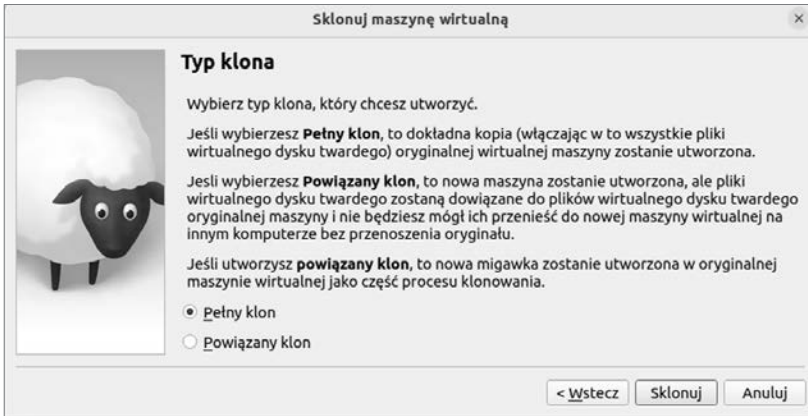 Sklonuj maszynę wirtualną
Typ klona
Wybierz typ klona, który chcesz utworzyć.
Jeśli wybierzesz Pełny klon, to dokładna kopia (włączając w to wszystkie pliki
wirtualnego dysku twardego) oryginalnej wirtualnej maszyny zostanie utworzona.
Jesli wybierzesz Powiązany klon, to nowa maszyna zostanie utworzona, ale pliki
wirtualnego dysku twardego zostaną dowiązane do plików wirtualnego dysku twardego
oryginalnej maszyny i nie będziesz mógł ich przenieść do nowej maszyny wirtualnej na
innym komputerze bez przenoszenia oryginału.
Jeśli utworzysz powiązany klon, to nowa migawka zostanie utworzona w oryginalnej
maszynie wirtualnej jako część procesu klonowania.
Pełny klon
Powiązany klon
< Wstecz Sklonuj Anuluj